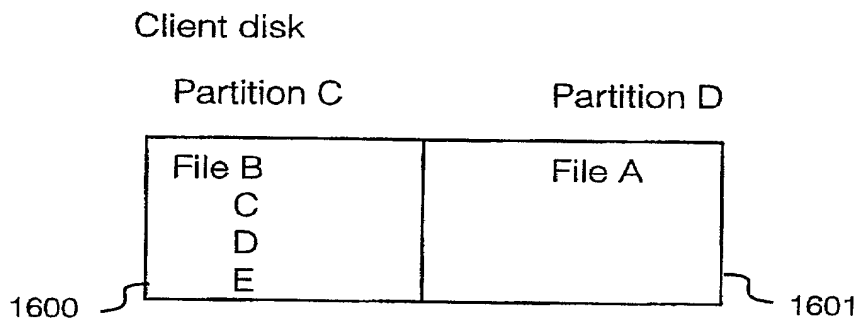 Client disk
Partition C Partition D
File B File A
C
D
E
1600 1601